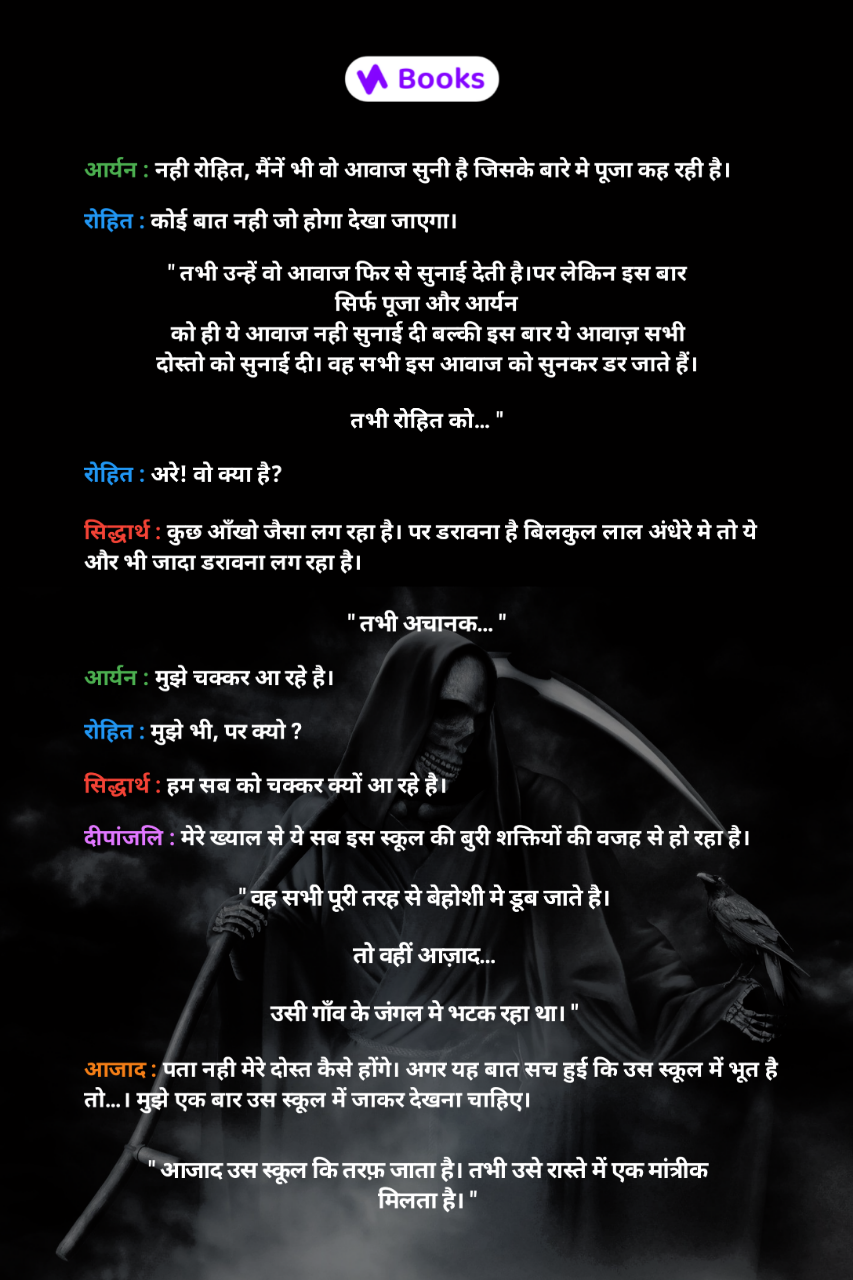 Books
आर्यन : नही रोहित, मैंनें भी वो आवाज सुनी है जिसके बारे मे पूजा कह रही है।
रोहित : कोई बात नही जो होगा देखा जाएगा।
" तभी उन्हें वो आवाज फिर से सुनाई देती है।पर लेकिन इस बार
सिर्फ पूजा और आर्यन
को ही ये आवाज नही सुनाई दी बल्की इस बार ये आवाज़ सभी
दोस्तो को सुनाई दी। वह सभी इस आवाज को सुनकर डर जाते हैं।
तभी रोहित को... "
रोहित : अरे! वो क्या है?
सिद्धार्थ : कुछ आँखो जैसा लग रहा है। पर डरावना है बिलकुल लाल अंधेरे मे तो ये
और भी जादा डरावना लग रहा है।
" तभी अचानक... "
आर्यन : मुझे चक्कर आ रहे है।
रोहित : मुझे भी, पर क्यो ?
सिद्धार्थ : हम सब को चक्कर क्यों आ रहे है।
दीपांजलि : मेरे ख्याल से ये सब इस स्कूल की बुरी शक्तियों की वजह से हो रहा है।
" वह सभी पूरी तरह से बेहोशी मे डूब जाते है।
तो वहीं आज़ाद...
उसी गाँव के जंगल मे भटक रहा था। "
आजाद : पता नही मेरे दोस्त कैसे होंगे। अगर यह बात सच हुई कि उस स्कूल में भूत है
तो...। मुझे एक बार उस स्कूल में जाकर देखना चाहिए।
" आजाद उस स्कूल कि तरफ़ जाता है। तभी उसे रास्ते में एक मांत्रीक
मिलता है। "